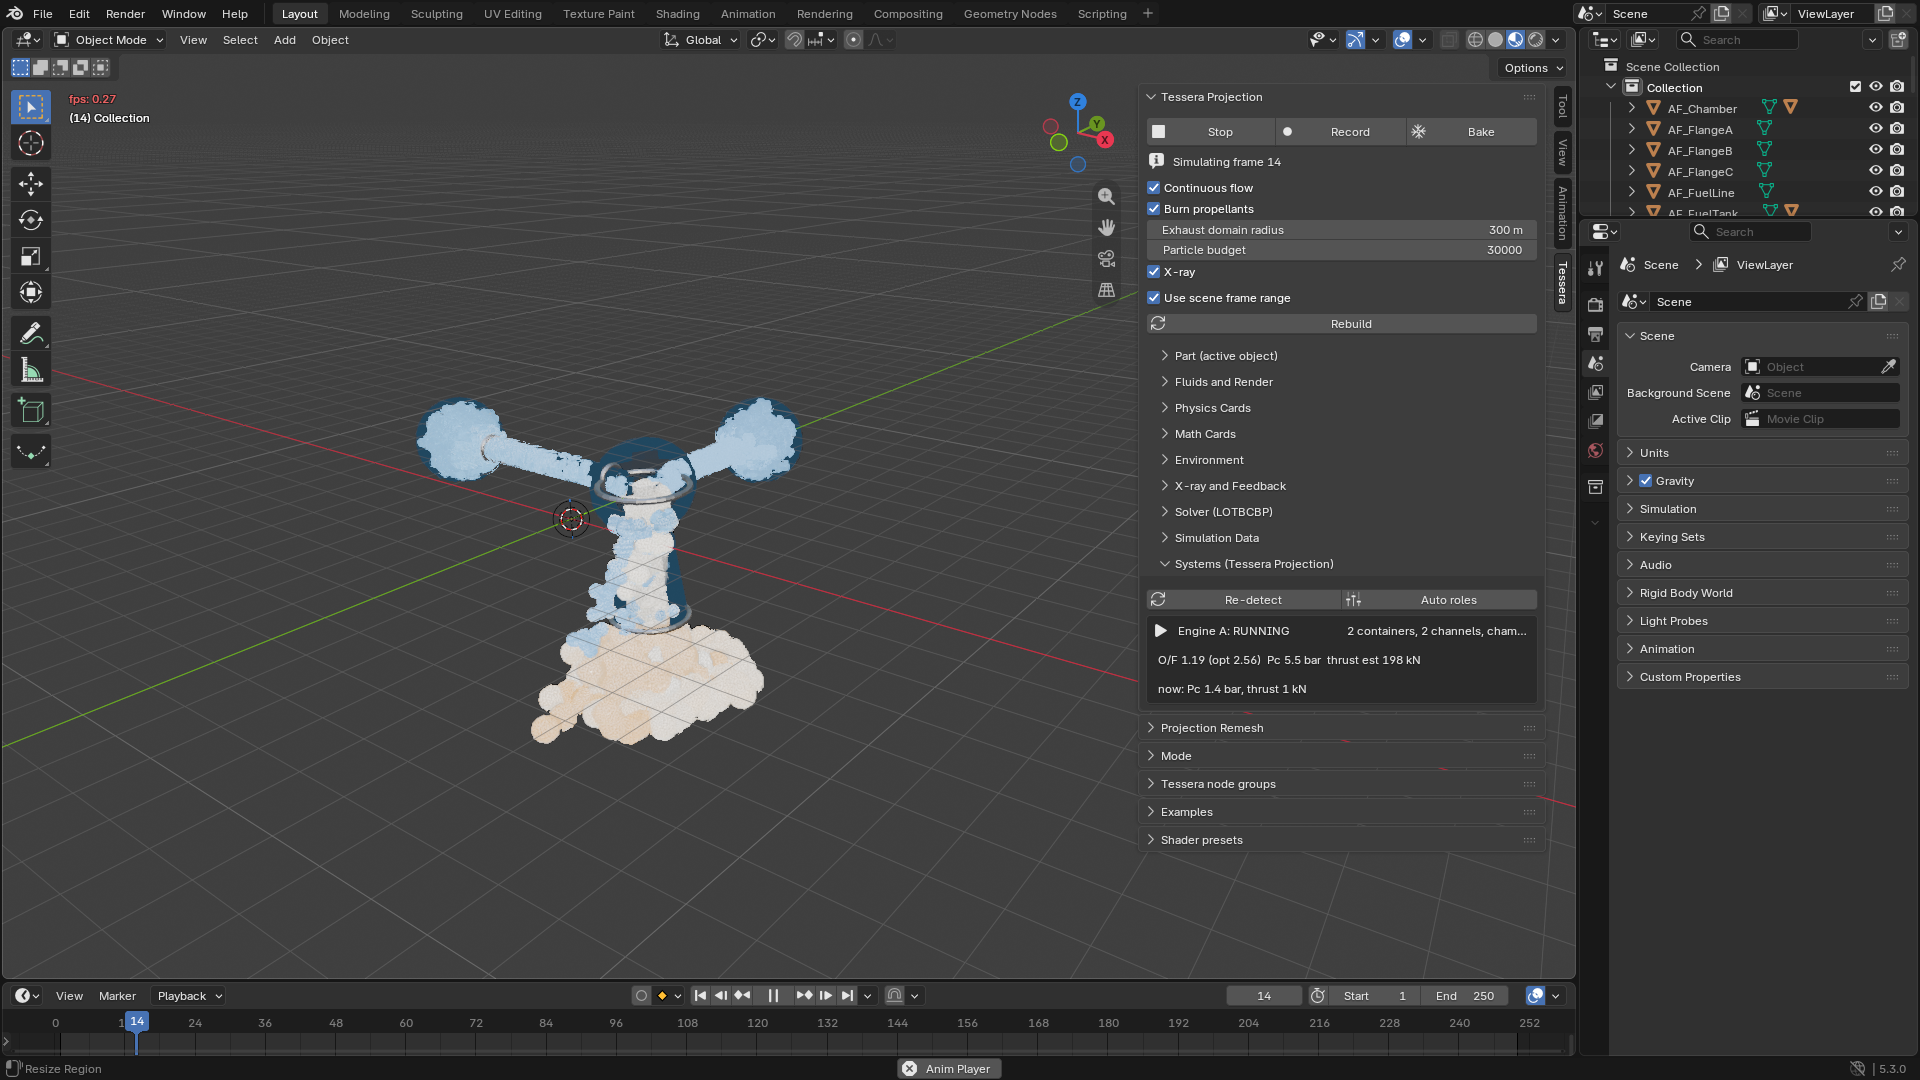 File Edit Render Window Help Layout Modeling Sculpting UV Editing Texture Paint Shading Animation Rendering Compositing Geometry Nodes Scripting + Scene ViewLayer
Object Mode View Select Add Object Global Search
Options
fps: 0.27
(14) Collection
Z
Y
X
Tessera Projection
Stop Record Bake
Simulating frame 14
Continuous flow
Burn propellants
Exhaust domain radius 300 m
Particle budget 30000
X-ray
Use scene frame range
Rebuild
Part (active object)
Fluids and Render
Physics Cards
Math Cards
Environment
X-ray and Feedback
Solver (LOTBCBP)
Simulation Data
Systems (Tessera Projection)
Re-detect Auto roles
Engine A: RUNNING 2 containers, 2 channels, cham...
O/F 1.19 (opt 2.56) Pc 5.5 bar thrust est 198 kN
now: Pc 1.4 bar, thrust 1 kN
Projection Remesh
Mode
Tessera node groups
Examples
Shader presets
Tool
View
Animation
Tessera
Scene Collection
Collection
AF_Chamber
AF_FlangeA
AF_FlangeB
AF_FlangeC
AF_FuelLine
AF_FuelTank
Search
Scene > ViewLayer
Scene
Scene
Camera Object
Background Scene Scene
Active Clip Movie Clip
Units
Gravity
Simulation
Keying Sets
Audio
Rigid Body World
Light Probes
Animation
Custom Properties
View Marker Playback 14 Start 1 End 250
0 1 14 24 36 48 60 72 84 96 108 120 132 144 156 168 180 192 204 216 228 240 252
Resize Region Anim Player 5.3.0